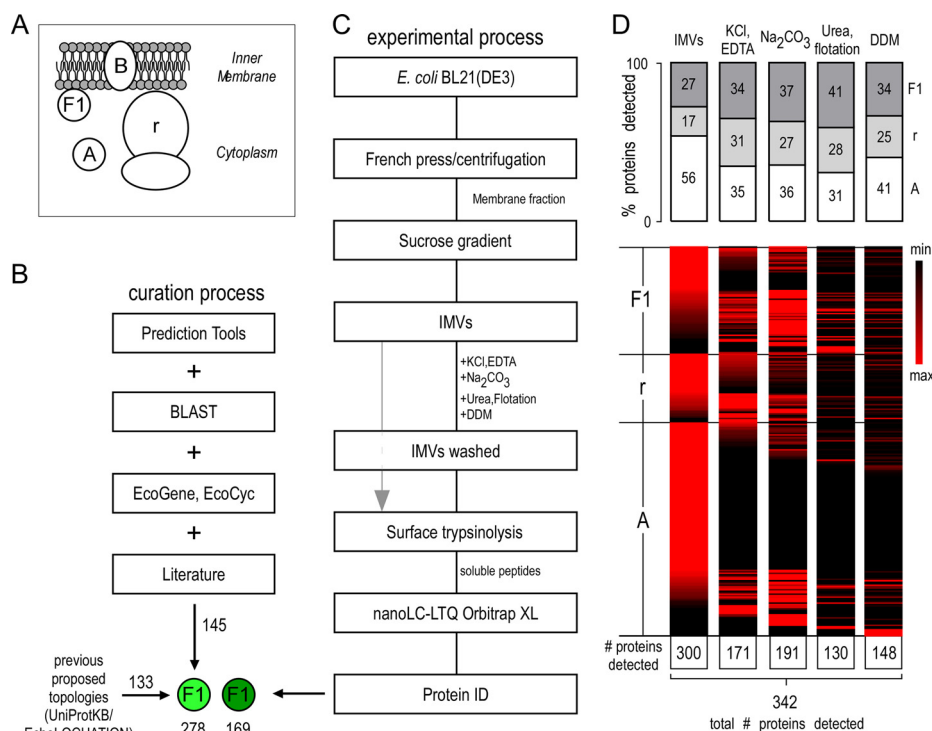 A
B
Inner
Membrane
F1
r
A
Cytoplasm
B
curation process
Prediction Tools
+
BLAST
+
EcoGene, EcoCyc
+
Literature
145
previous
proposed
topologies
(UniProtKB/
133
F1
F1
278
169
C
experimental process
E. coli BL21(DE3)
French press/centrifugation
Membrane fraction
Sucrose gradient
IMVs
+KCl,EDTA
+Na2CO3
+Urea,Flotation
+DDM
IMVs washed
Surface trypsinolysis
soluble peptides
nanoLC-LTQ Orbitrap XL
Protein ID
D
IMVs
KCl,
EDTA
Na2CO3
Urea,
flotation
DDM
% proteins detected
100
0
27 34 37 41 34 F1
17 31 27 28 25 r
56 35 36 31 41 A
min
max
F1
r
A
# proteins
detected
300 171 191 130 148
342
total # proteins detected